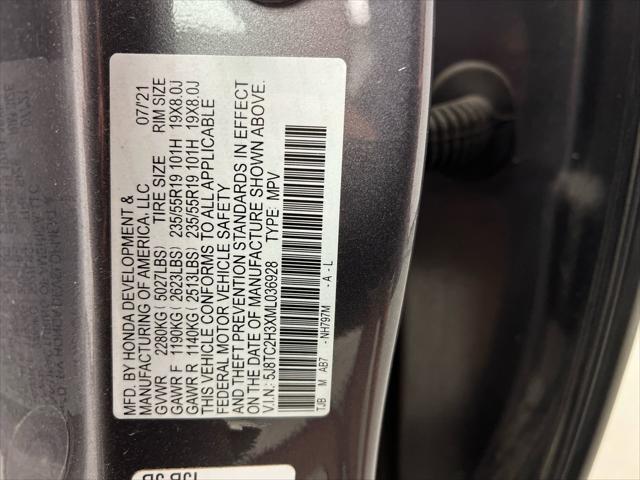 MFD. BY HONDA DEVELOPMENT &
MANUFACTURING OF AMERICA, LLC 07/'21
GVWR 2280KG(5027LBS) TIRE SIZE RIM SIZE
GAWR F 1190KG(2623LBS) 235/55R19 101H 19X8.0J
GAWR R 1140KG(2513LBS) 235/55R19 101H 19X8.0J
THIS VEHICLE CONFORMS TO ALL APPLICABLE
FEDERAL MOTOR VEHICLE SAFETY
AND THEFT PREVENTION STANDARDS IN EFFECT
ON THE DATE OF MANUFACTURE SHOWN ABOVE.
V.I.N.: 5J8TC2H3XML036928 TYPE: MPV
TJB M AB7 -NH797M -A-L